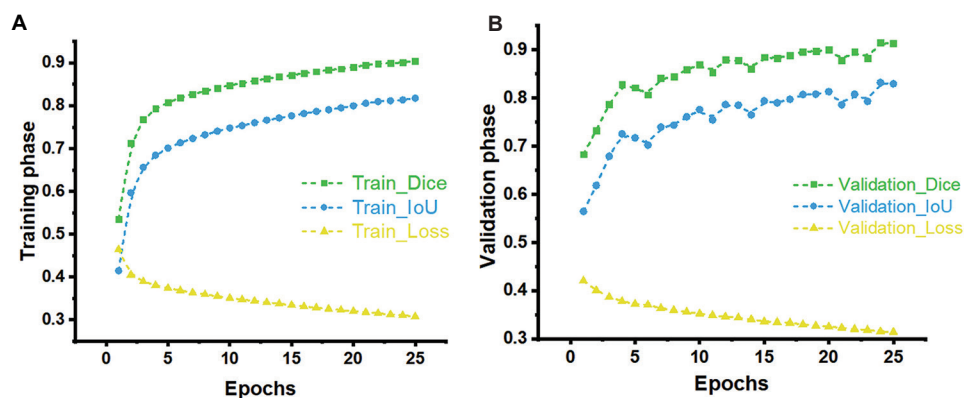 A
Training phase
0.9
0.8
0.7
0.6
0.5
0.4
0.3
Train_Dice
Train_IoU
Train_Loss
0 5 10 15 20 25
Epochs
B
Validation phase
0.9
0.8
0.7
0.6
0.5
0.4
0.3
Validation_Dice
Validation_IoU
Validation_Loss
0 5 10 15 20 25
Epochs